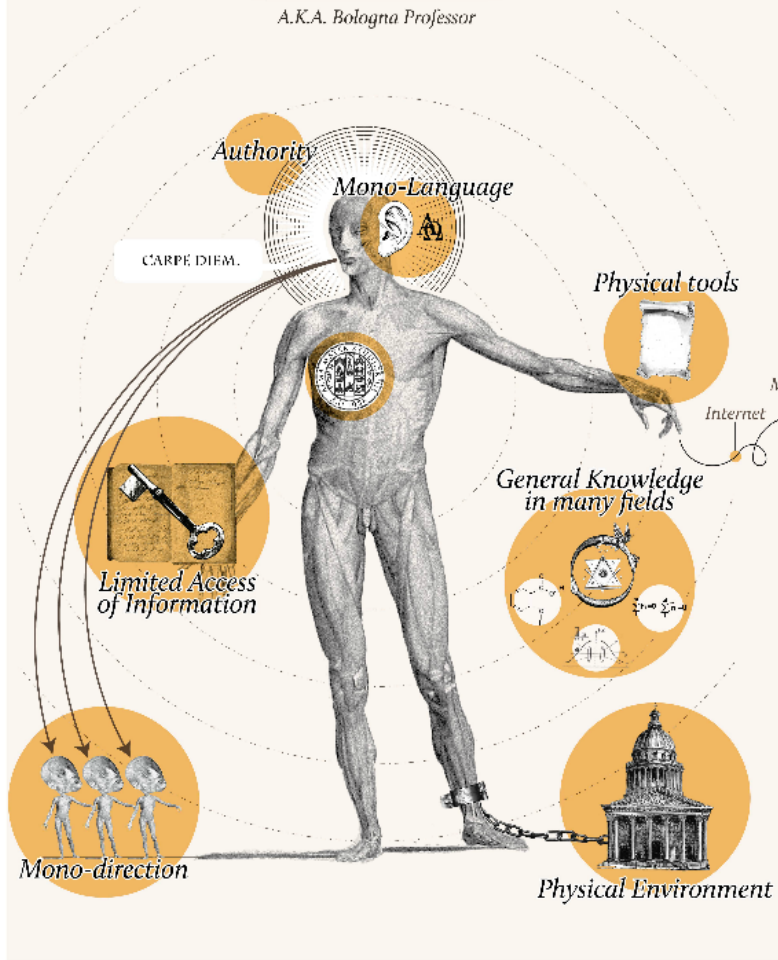 A.K.A. Bologna Professor
Authority
Mono-Language
ΑΩ
CARPE DIEM.
Physical tools
Internet
General Knowledge
in many fields
Limited Access
of Information
Mono-direction
Physical Environment